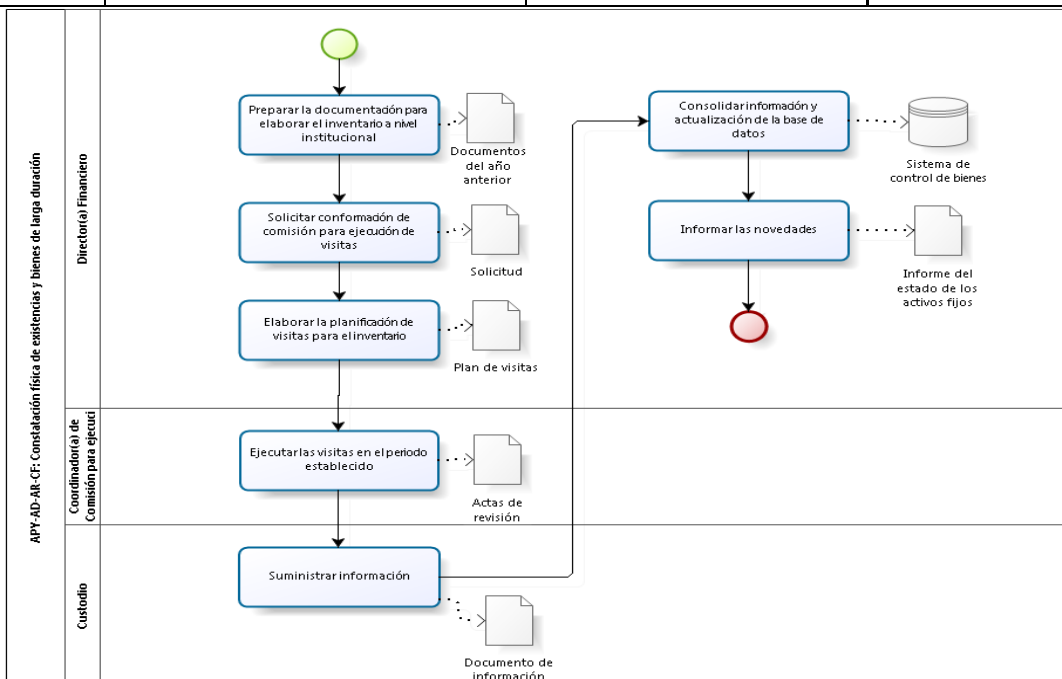 APY-AD-AR-CF: Constatación física de existencias y bienes de larga duración
Director(a) Financiero
Preparar la documentación para
elaborar el inventario a nivel
institucional
Documentos
del año
anterior
Solicitar conformación de
comisión para ejecución de
visitas
Solicitud
Elaborar la planificación de
visitas para el inventario
Plan de visitas
Coordinador(a) de
Comisión para ejecuci
Ejecutar las visitas en el periodo
establecido
Actas de
revisión
Custodio
Suministrar información
Documento de
información
Consolidar información y
actualización de la base de
datos
Sistema de
control de bienes
Informar las novedades
Informe del
estado de los
activos fijos